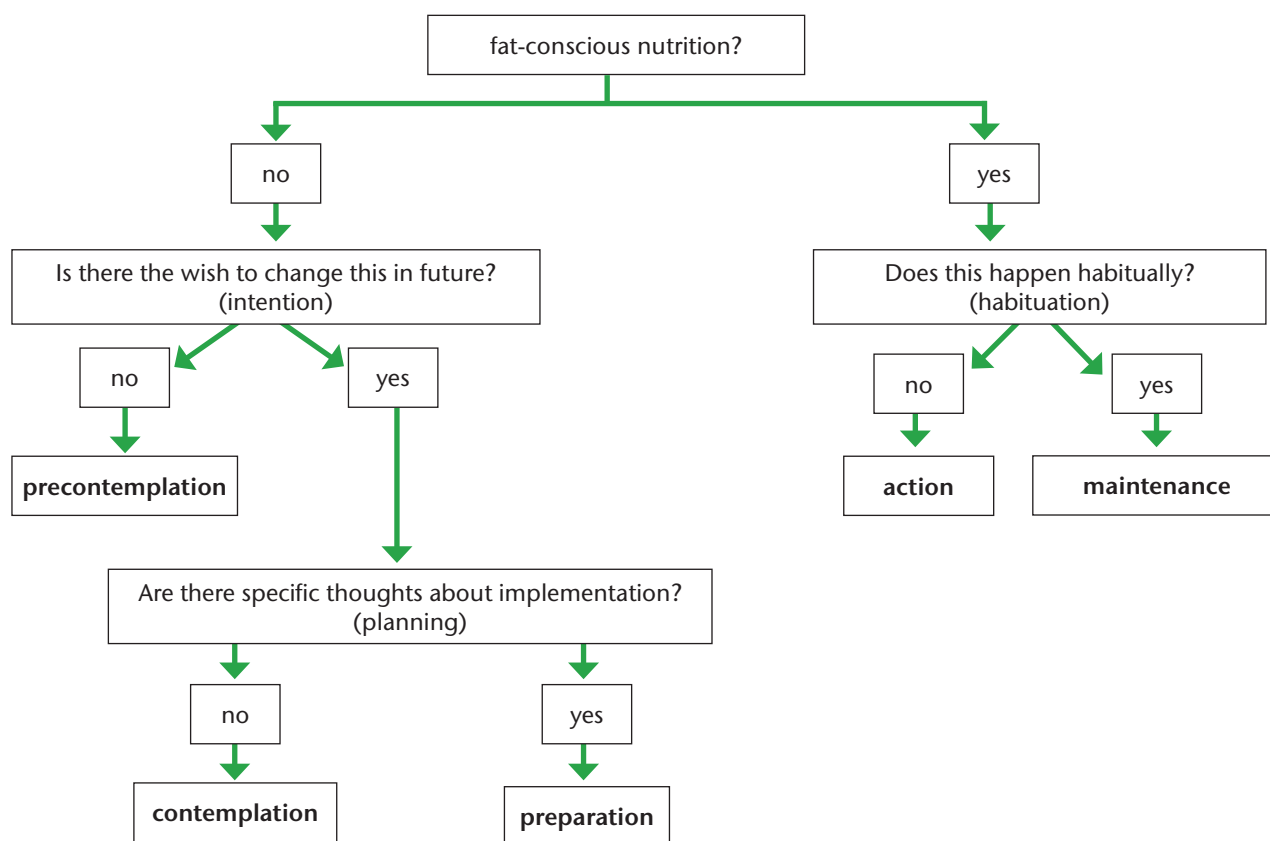 fat-conscious nutrition?
no
yes
Is there the wish to change this in future?
(intention)
Does this happen habitually?
(habituation)
no
yes
no
yes
precontemplation
action
maintenance
Are there specific thoughts about implementation?
(planning)
no
yes
contemplation
preparation